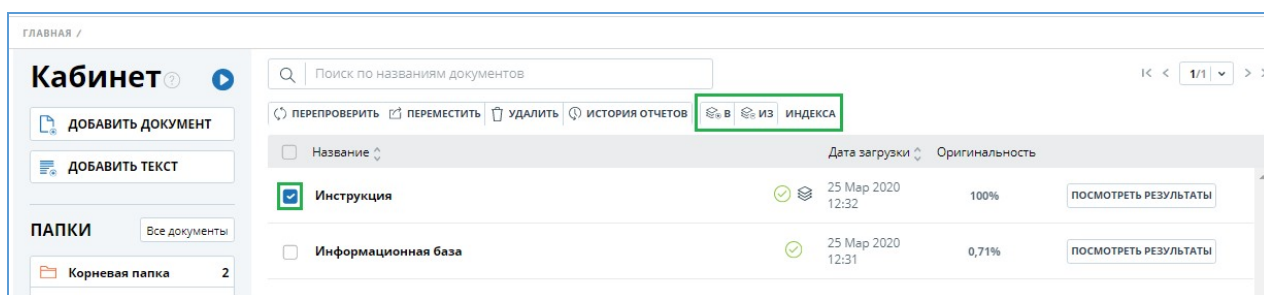 ГЛАВНАЯ /
Кабинет ?
Поиск по названиям документов
1/1
ПЕРЕПРОВЕРИТЬ ПЕРЕМЕСТИТЬ УДАЛИТЬ ИСТОРИЯ ОТЧЕТОВ В ИЗ ИНДЕКСА
ДОБАВИТЬ ДОКУМЕНТ
ДОБАВИТЬ ТЕКСТ
ПАПКИ Все документы
Корневая папка 2
Название Дата загрузки Оригинальность
Инструкция 25 Мар 2020 100% ПОСМОТРЕТЬ РЕЗУЛЬТАТЫ
12:32
Информационная база 25 Мар 2020 0,71% ПОСМОТРЕТЬ РЕЗУЛЬТАТЫ
12:31